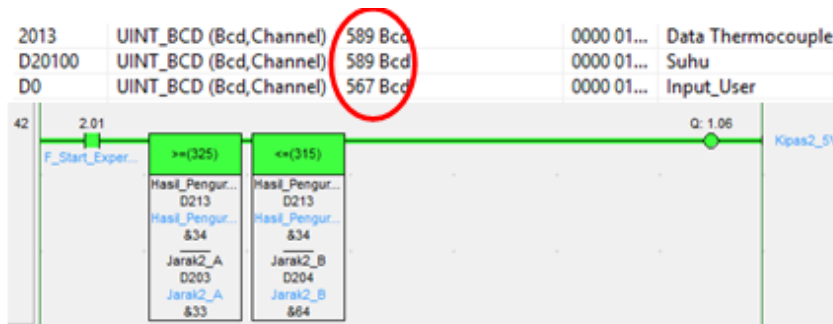 2013 UINT_BCD (Bcd,Channel) 589 Bcd 0000 01... Data Thermocouple
D20100 UINT_BCD (Bcd,Channel) 589 Bcd 0000 01... Suhu
D0 UINT_BCD (Bcd,Channel) 567 Bcd 0000 01... Input_User
42 2.01 Q: 1.06
F_Start_Exper... >=(325) <=(315) Kipas2_5V
Hasil_Pengur... Hasil_Pengur...
D213 D213
Hasil_Pengur... Hasil_Pengur...
&34 &34
Jarak2_A Jarak2_B
D203 D204
Jarak2_A Jarak2_B
&33 &64